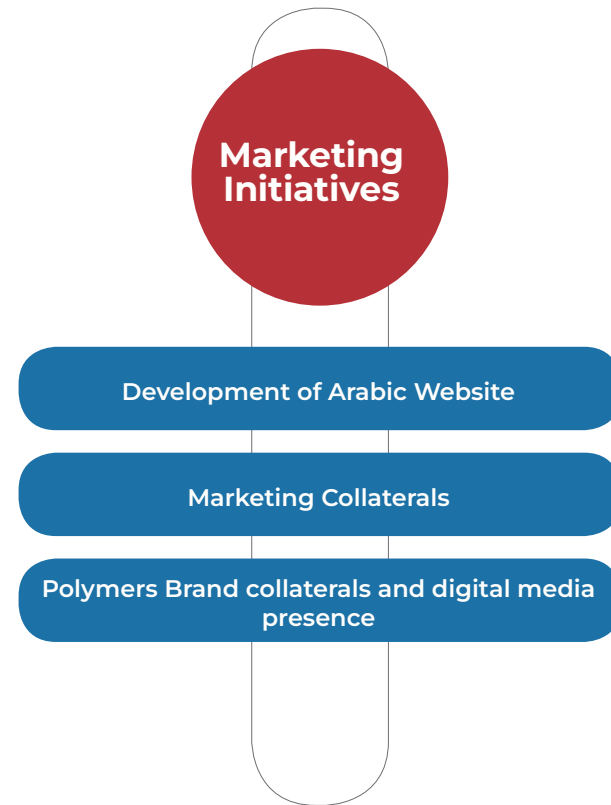 Marketing
Initiatives
Development of Arabic Website
Marketing Collaterals
Polymers Brand collaterals and digital media
presence